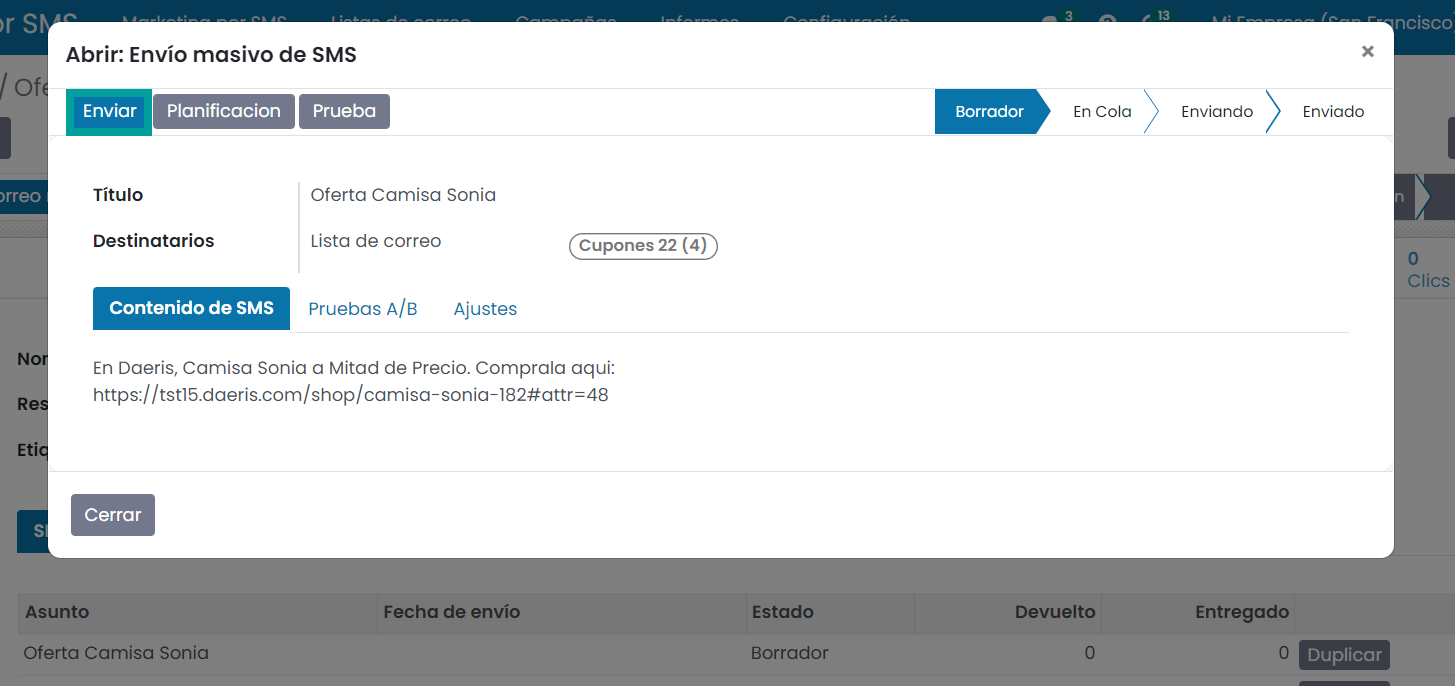 or SMS Marketing por SMS Listas de correo Campañas Informes Configuración 3 13 Mi Empresa (San Francisco)
/ Ofe
Abrir: Envío masivo de SMS ×
Enviar Planificacion Prueba Borrador En Cola Enviando Enviado
Título Oferta Camisa Sonia
orreo
n
Destinatarios Lista de correo Cupones 22 (4)
0
Clics
Contenido de SMS Pruebas A/B Ajustes
Nor
En Daeris, Camisa Sonia a Mitad de Precio. Comprala aqui:
https://tst15.daeris.com/shop/camisa-sonia-182#attr=48
Res
Etiq
Cerrar
Asunto Fecha de envío Estado Devuelto Entregado
Oferta Camisa Sonia Borrador 0 0 Duplicar